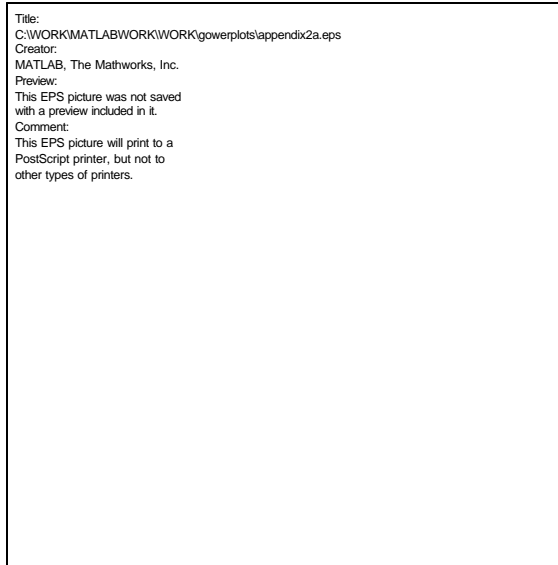 Title:
C:\WORK\MATLABWORK\WORK\gowerplots\appendix2a.eps
Creator:
MATLAB, The Mathworks, Inc.
Preview:
This EPS picture was not saved
with a preview included in it.
Comment:
This EPS picture will print to a
PostScript printer, but not to
other types of printers.